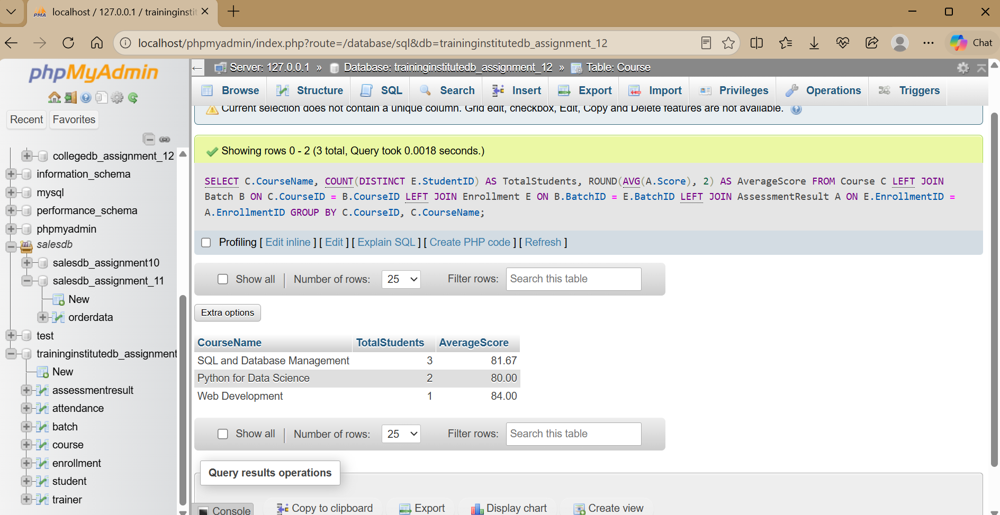 localhost / 127.0.0.1 / traininginstit
localhost/phpmyadmin/index.php?route=/database/sql&db=traininginstitutedb_assignment_12
Chat
phpMyAdmin
Recent
Favorites
collegedb_assignment_12
information_schema
mysql
performance_schema
phpmyadmin
salesdb
salesdb_assignment10
salesdb_assignment_11
New
orderdata
test
traininginstitutedb_assignment
New
assessmentresult
attendance
batch
course
enrollment
student
trainer
Server: 127.0.0.1 » Database: traininginstitutedb_assignment_12 » Table: Course
Browse Structure SQL Search Insert Export Import Privileges Operations Triggers
Current selection does not contain a unique column. Grid edit, checkbox, Edit, Copy and Delete features are not available.
Showing rows 0 - 2 (3 total, Query took 0.0018 seconds.)
SELECT C.CourseName, COUNT(DISTINCT E.StudentID) AS TotalStudents, ROUND(AVG(A.Score), 2) AS AverageScore FROM Course C LEFT JOIN
Batch B ON C.CourseID = B.CourseID LEFT JOIN Enrollment E ON B.BatchID = E.BatchID LEFT JOIN AssessmentResult A ON E.EnrollmentID =
A.EnrollmentID GROUP BY C.CourseID, C.CourseName;
Profiling [ Edit inline ] [ Edit ] [ Explain SQL ] [ Create PHP code ] [ Refresh ]
Show all | Number of rows: 25 Filter rows: Search this table
Extra options
CourseName TotalStudents AverageScore
SQL and Database Management 3 81.67
Python for Data Science 2 80.00
Web Development 1 84.00
Show all | Number of rows: 25 Filter rows: Search this table
Query results operations
Console
Copy to clipboard Export Display chart Create view